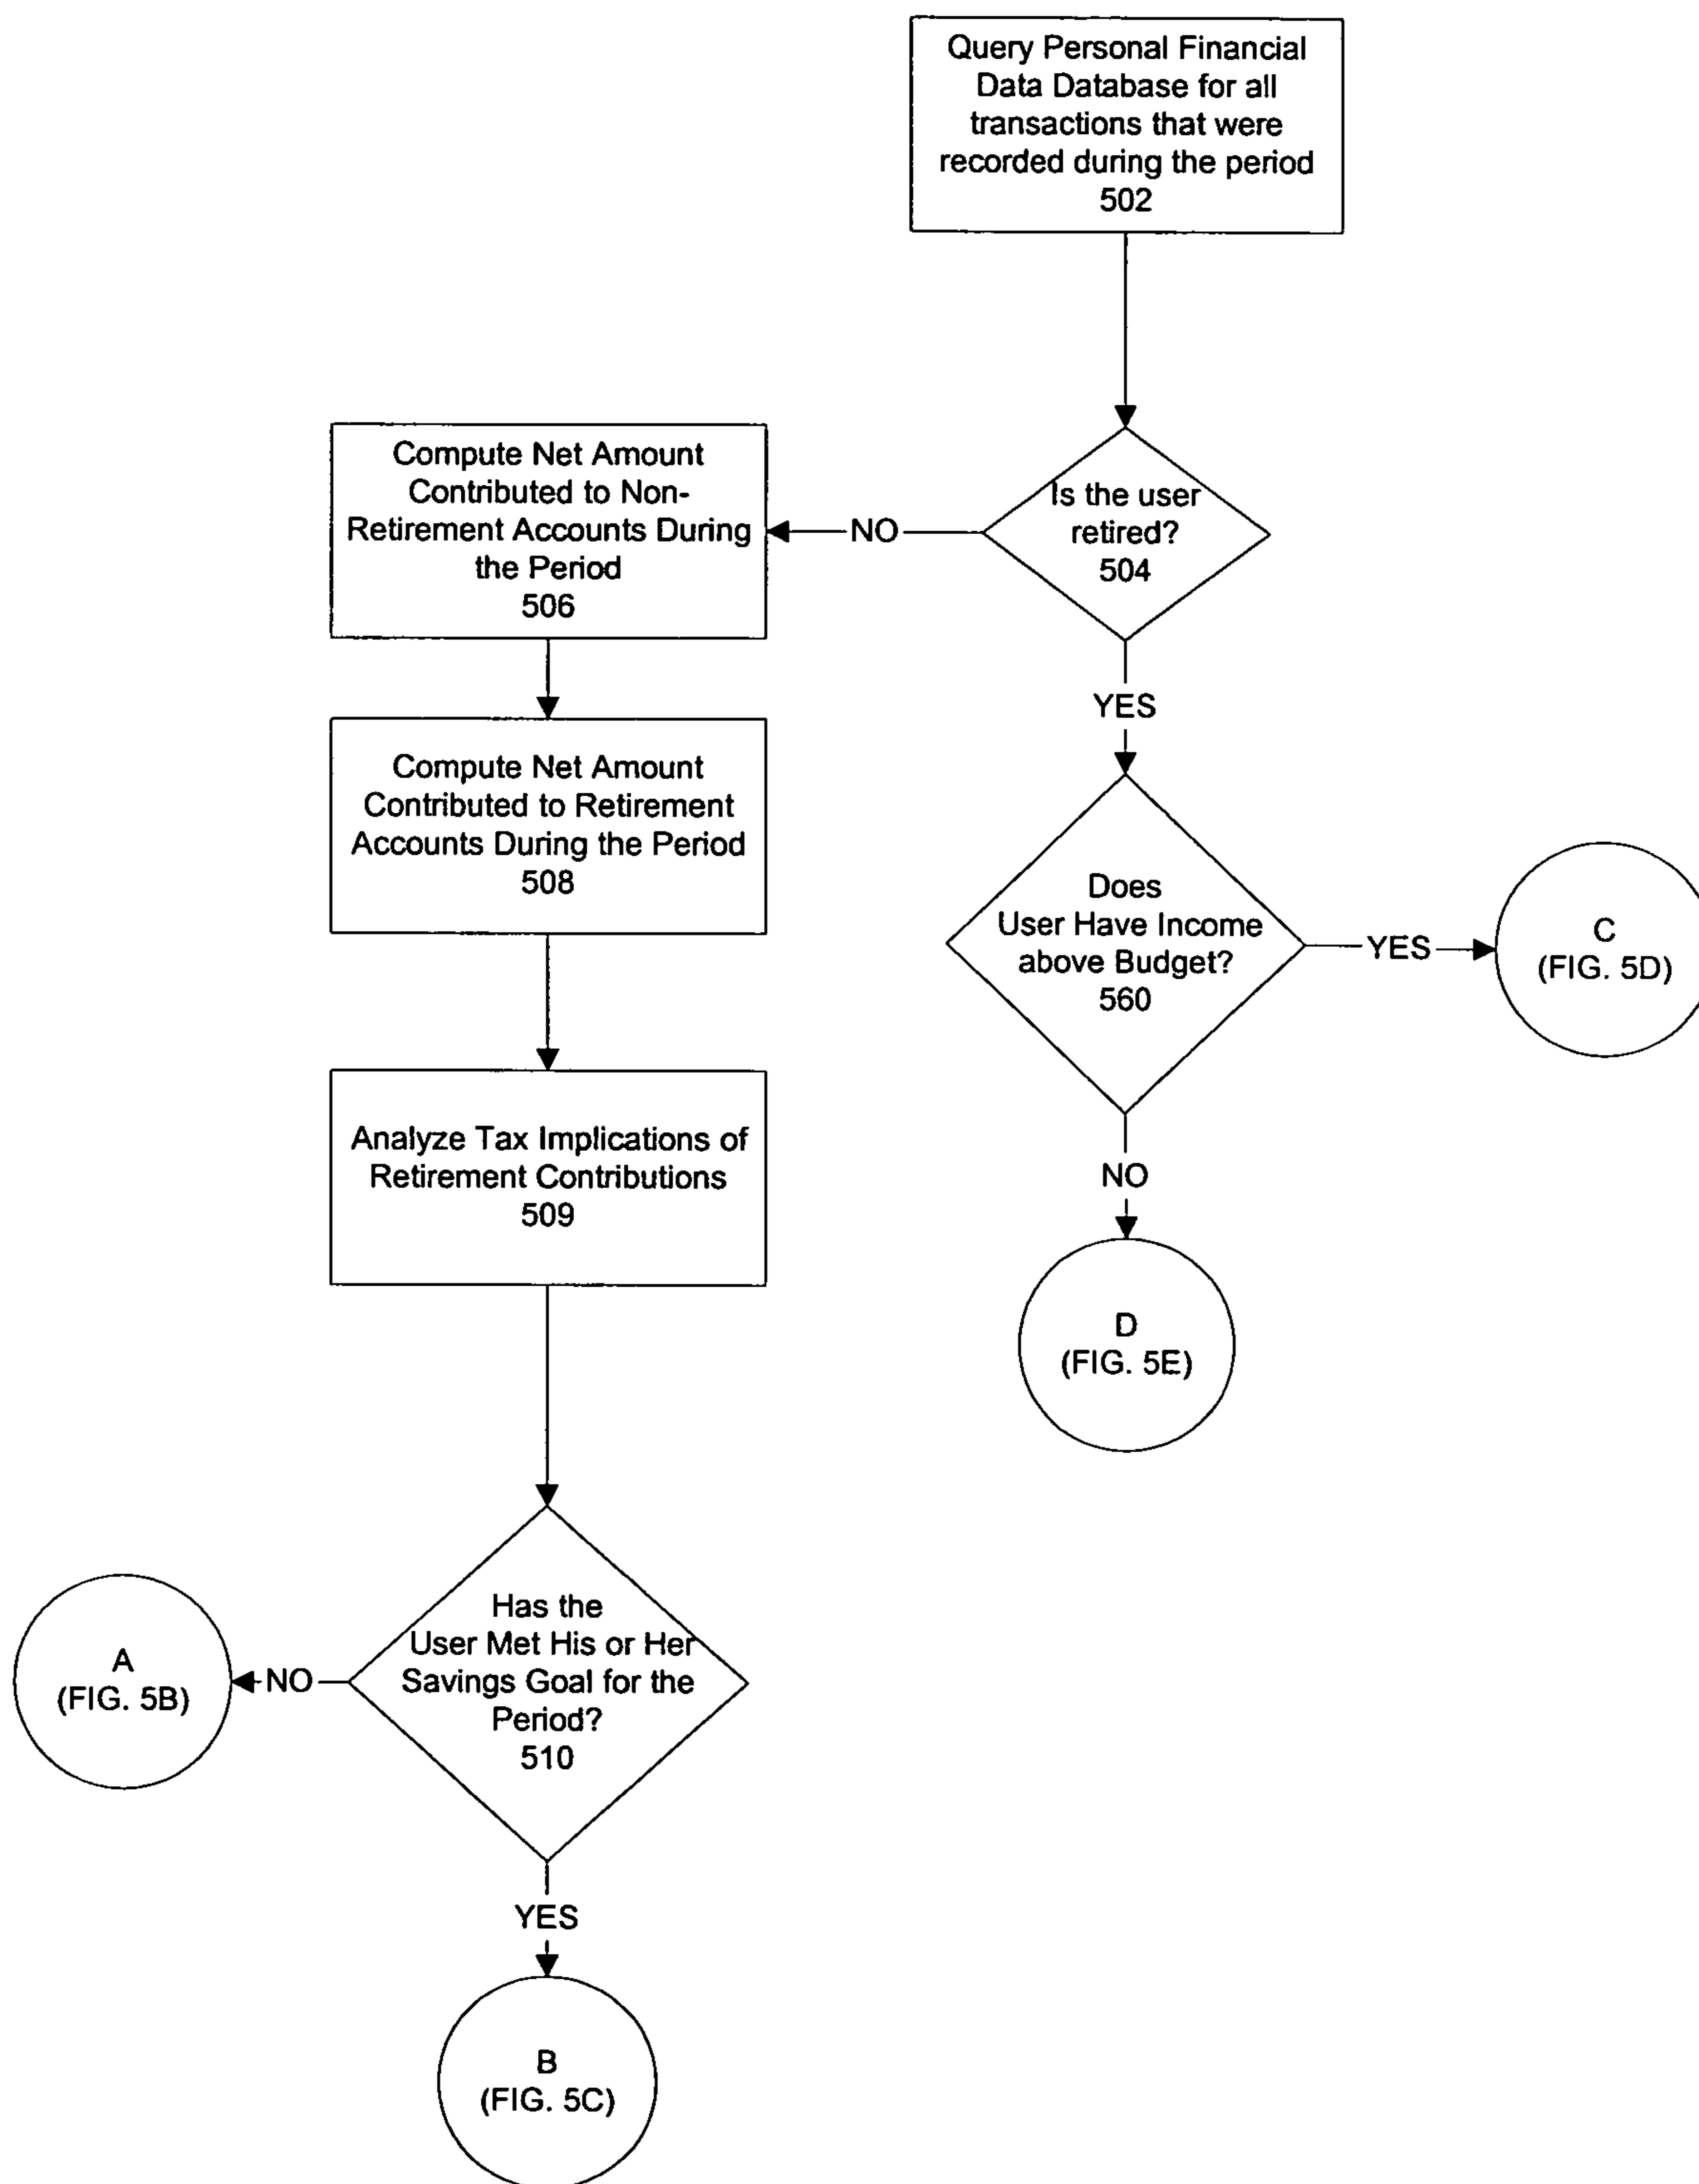 Query Personal Financial
Data Database for all
transactions that were
recorded during the period
502
Is the user
retired?
504
NO
Compute Net Amount
Contributed to Non-
Retirement Accounts During
the Period
506
YES
Compute Net Amount
Contributed to Retirement
Accounts During the Period
508
Does
User Have Income
above Budget?
560
YES
C
(FIG. 5D)
NO
D
(FIG. 5E)
Analyze Tax Implications of
Retirement Contributions
509
Has the
User Met His or Her
Savings Goal for the
Period?
510
NO
A
(FIG. 5B)
YES
B
(FIG. 5C)